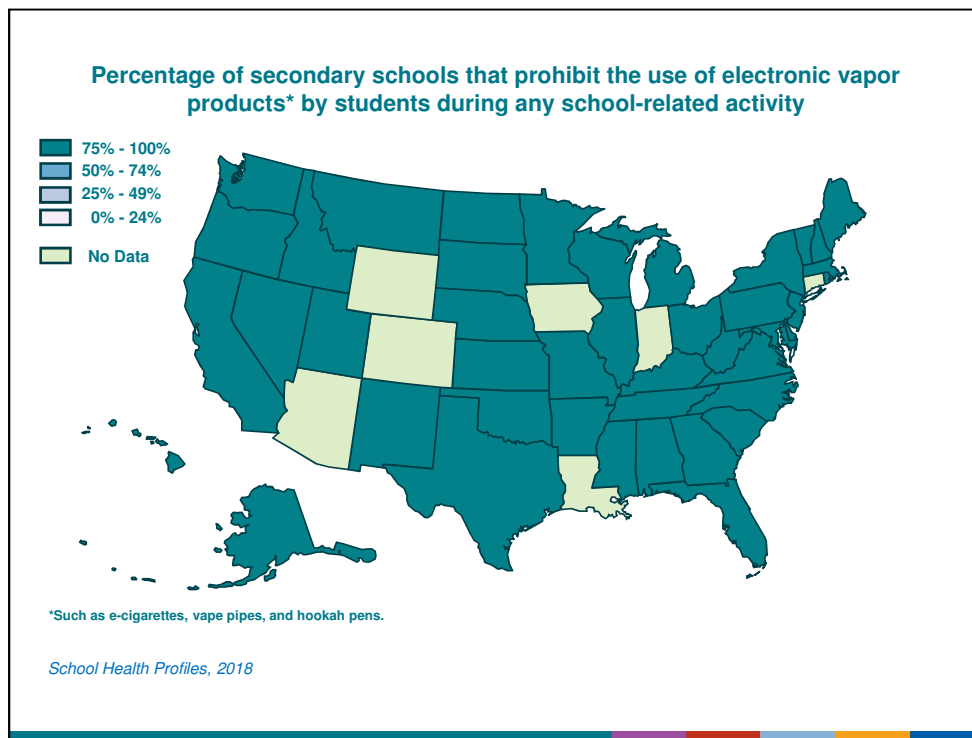 Percentage of secondary schools that prohibit the use of electronic vapor
products* by students during any school-related activity
75% - 100%
50% - 74%
25% - 49%
0% - 24%
No Data
*Such as e-cigarettes, vape pipes, and hookah pens.
School Health Profiles, 2018